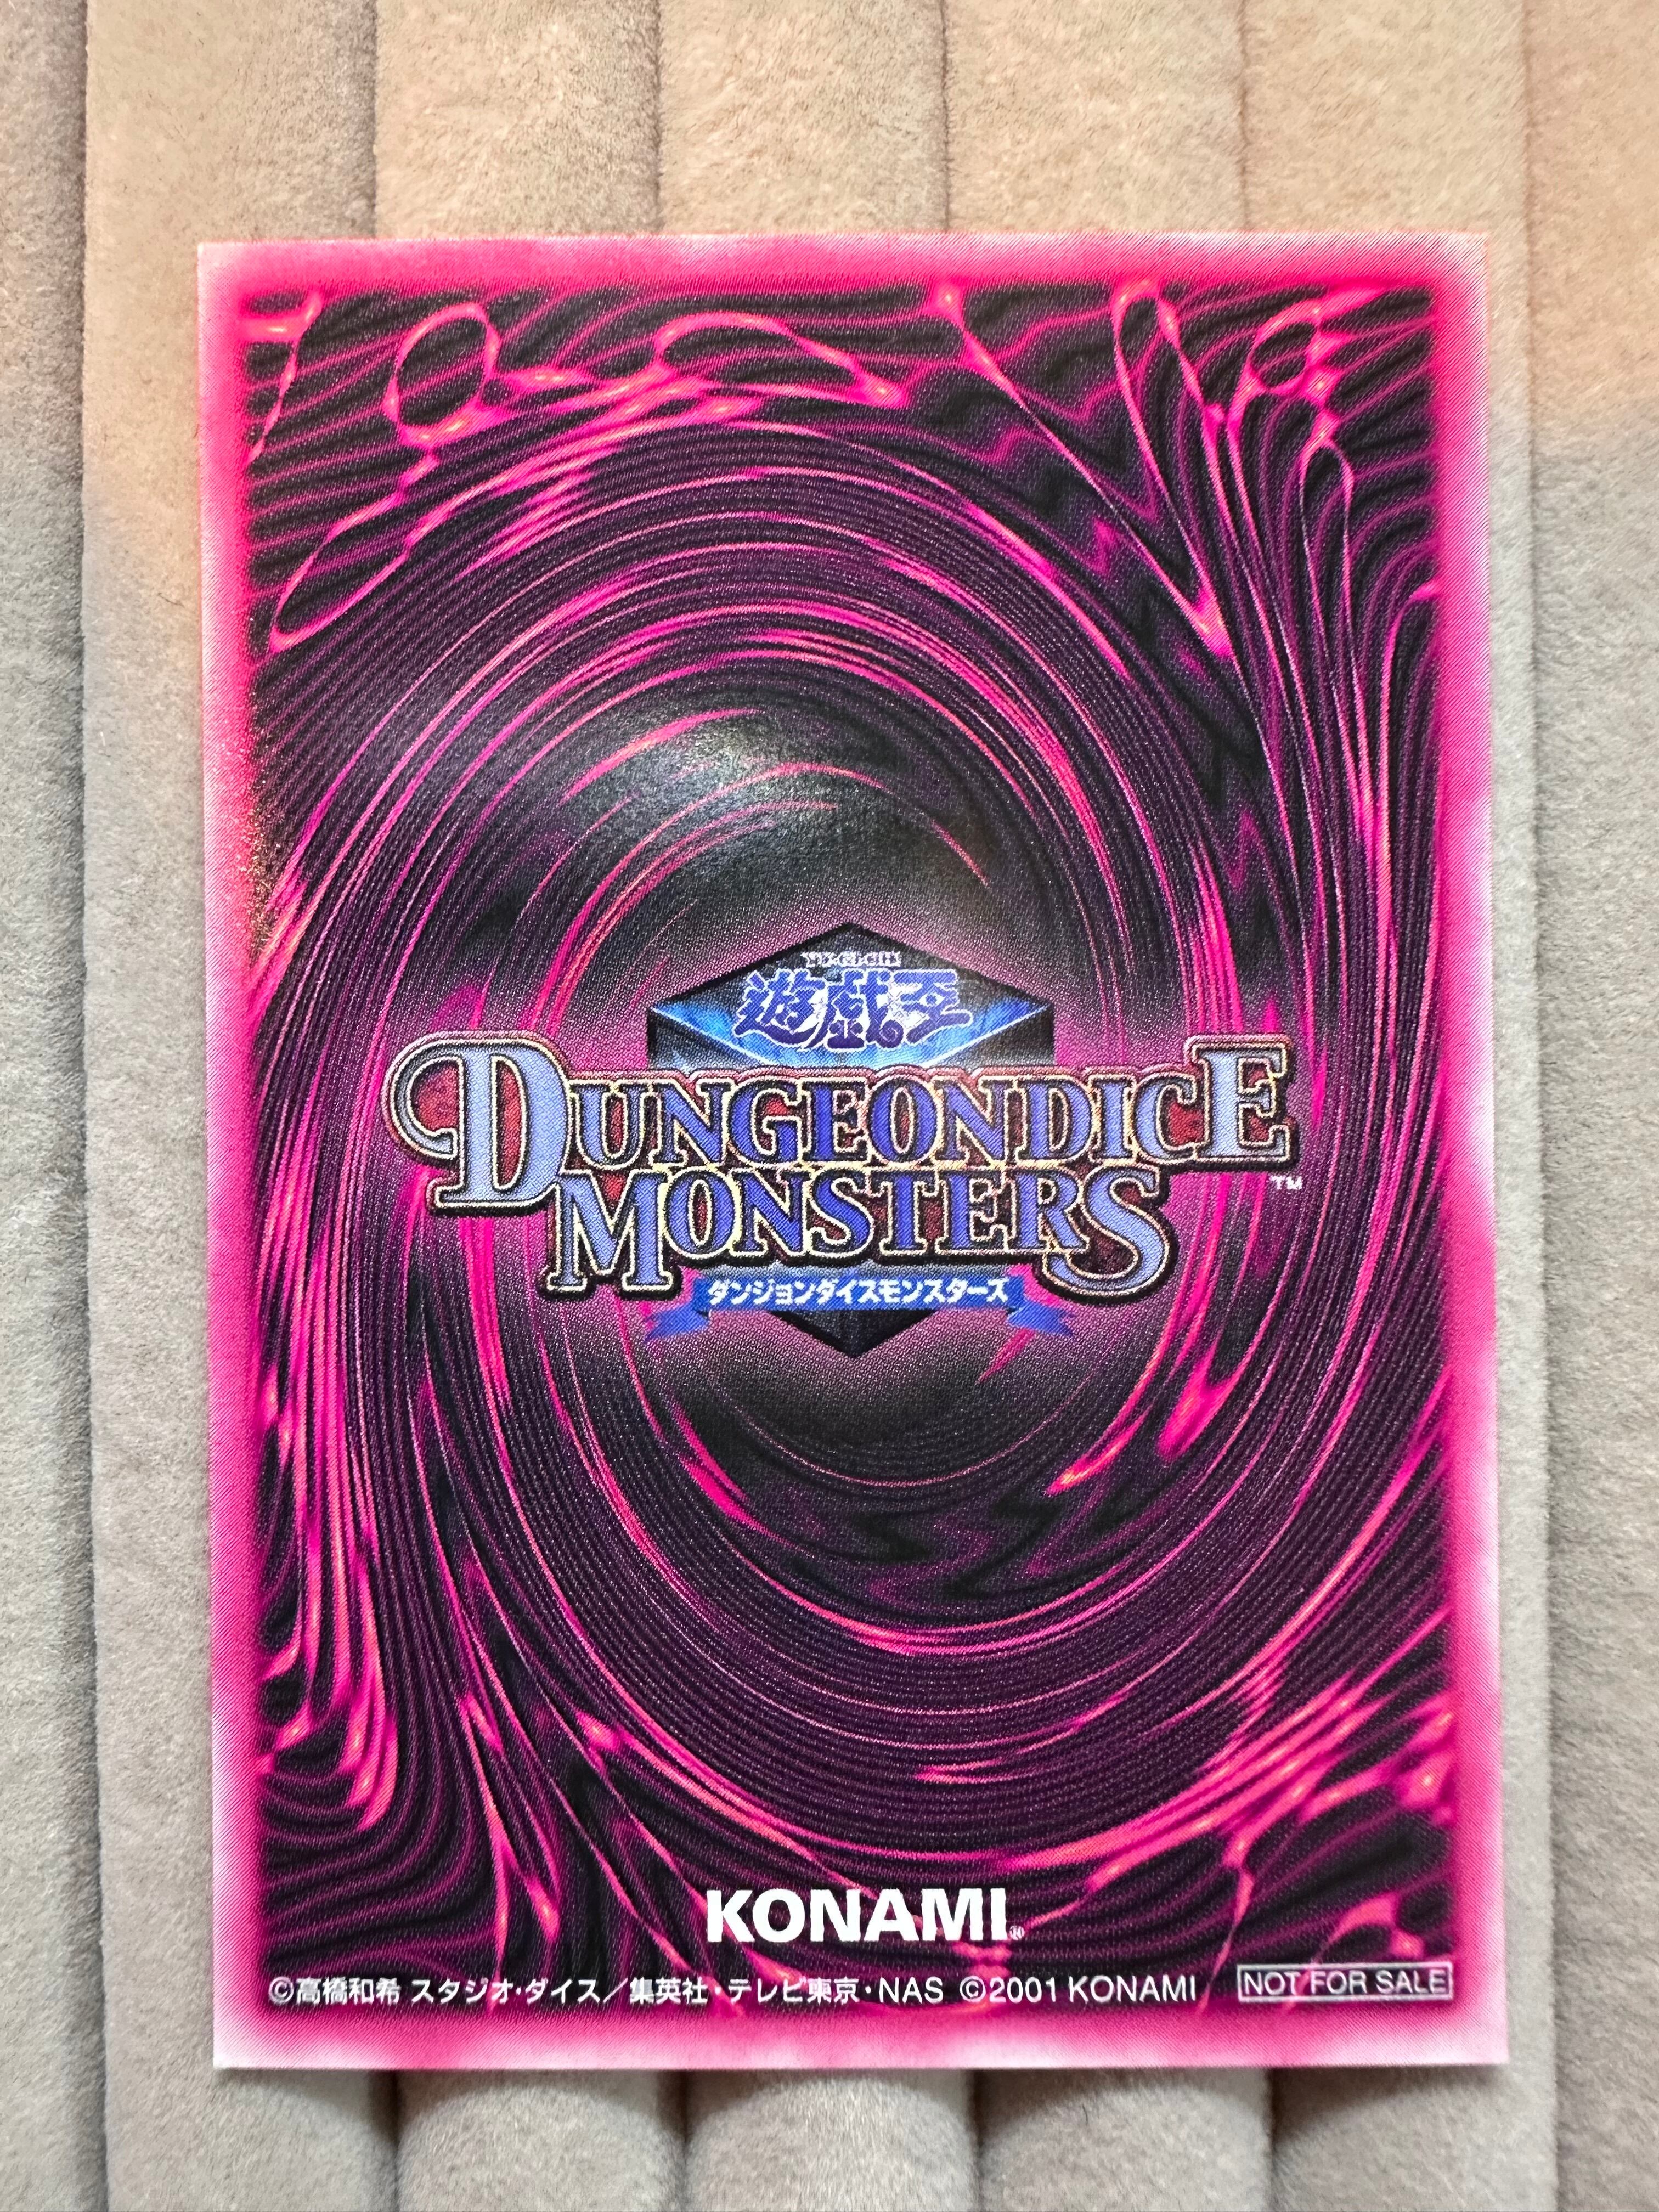 YU-GI-OH
遊戯王
DUNGEONDICE
MONSTERS™
ダンジョンダイスモンスターズ
KONAMI®
©高橋和希 スタジオ・ダイス／集英社・テレビ東京・NAS ©2001 KONAMI NOT FOR SALE